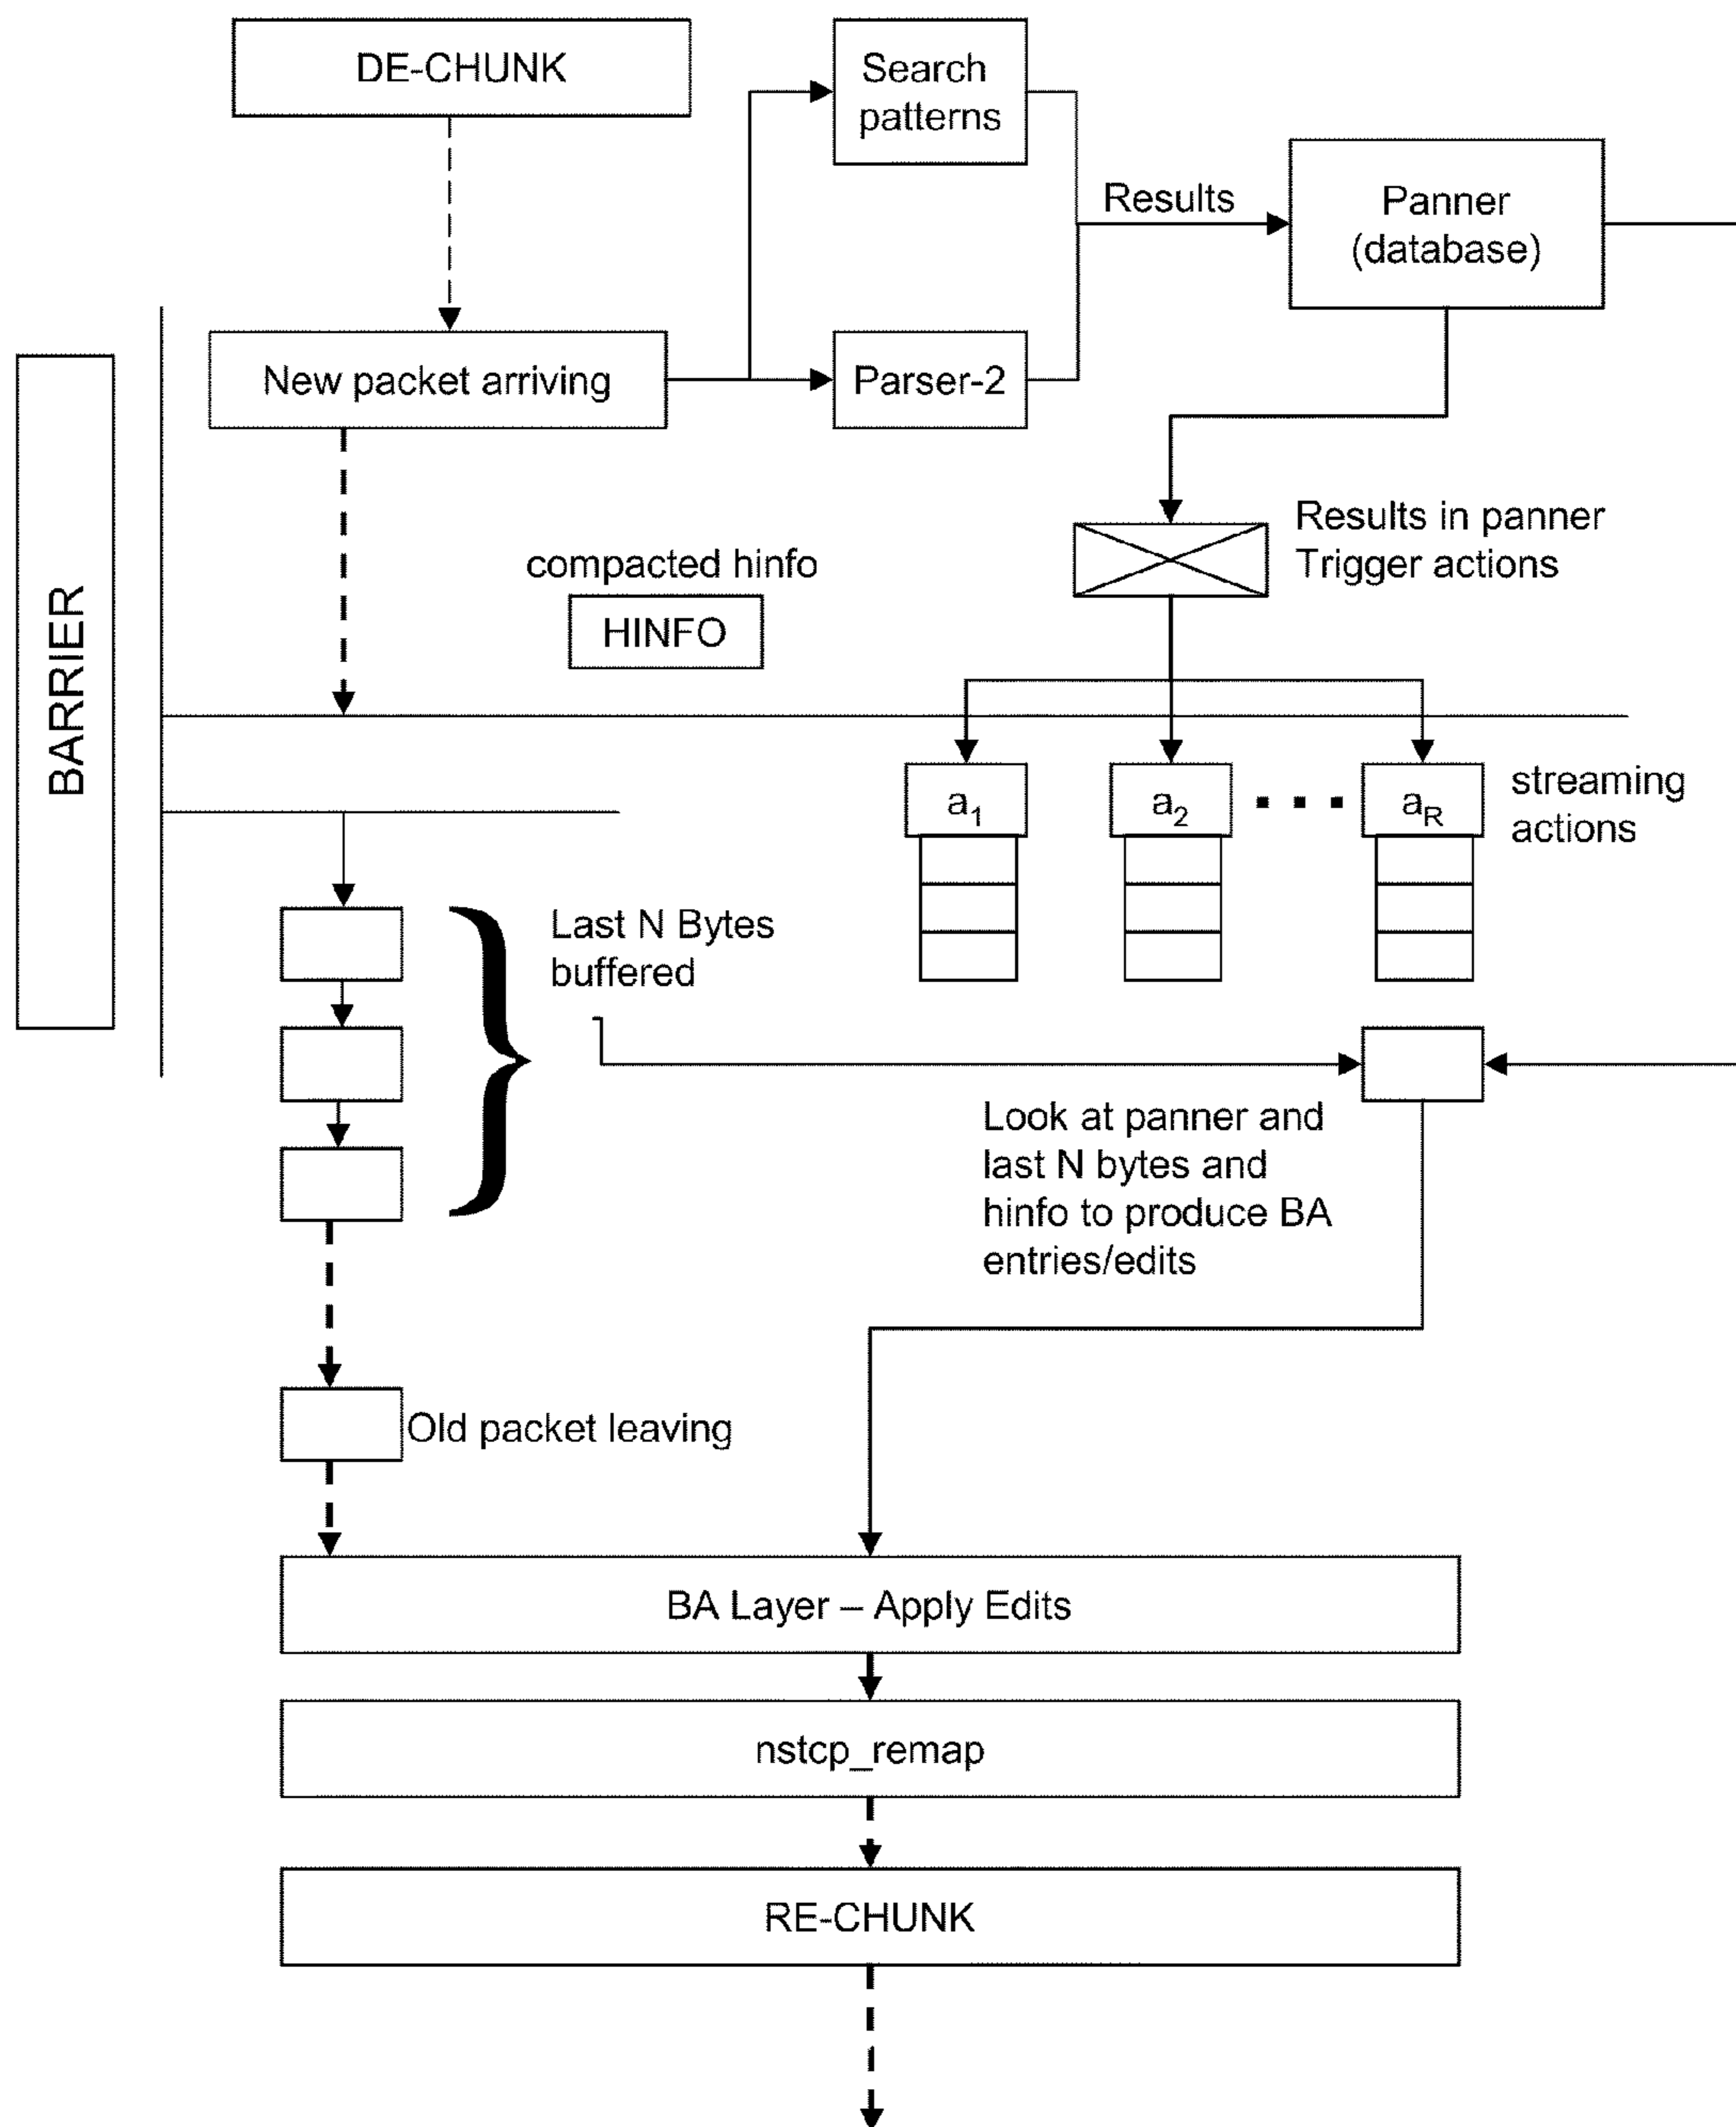 DE-CHUNK
Search
patterns
Results
Panner
(database)
New packet arriving
Parser-2
BARRIER
compacted hinfo
HINFO
Results in panner
Trigger actions
a1
a2
▪ ▪ ▪
aR
streaming
actions
Last N Bytes
buffered
Look at panner and
last N bytes and
hinfo to produce BA
entries/edits
Old packet leaving
BA Layer – Apply Edits
nstcp_remap
RE-CHUNK